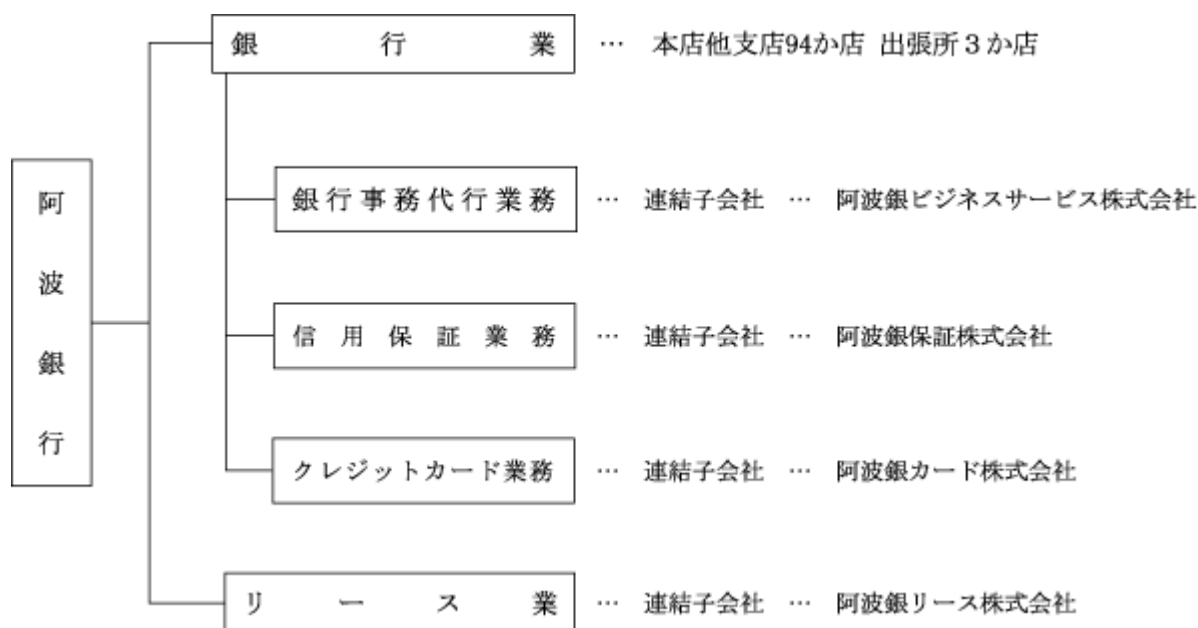 銀行業 … 本店他支店94か店 出張所3か店
阿波銀行
銀行事務代行業務 … 連結子会社 … 阿波銀ビジネスサービス株式会社
信用保証業務 … 連結子会社 … 阿波銀保証株式会社
クレジットカード業務 … 連結子会社 … 阿波銀カード株式会社
リース業 … 連結子会社 … 阿波銀リース株式会社